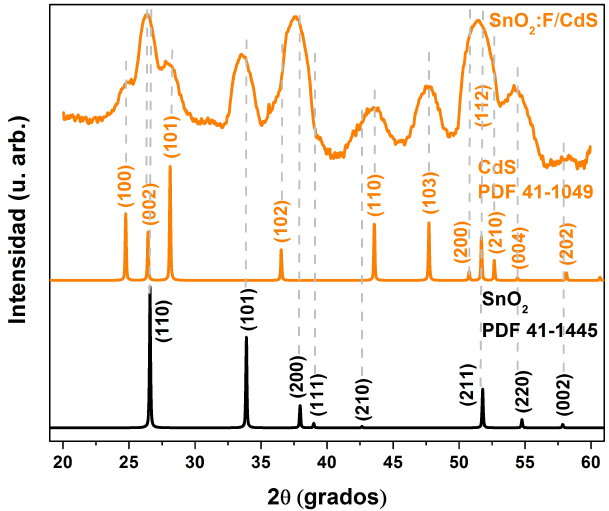 SnO₂:F/CdS
(112)
(101)
CdS
PDF 41-1049
(100)
(002)
(102)
(110)
(103)
(200)
(210)
(004)
(202)
SnO₂
PDF 41-1445
(110)
(101)
(200)
(111)
(210)
(211)
(220)
(002)
Intensidad (u. arb.)
20 25 30 35 40 45 50 55 60
2θ (grados)